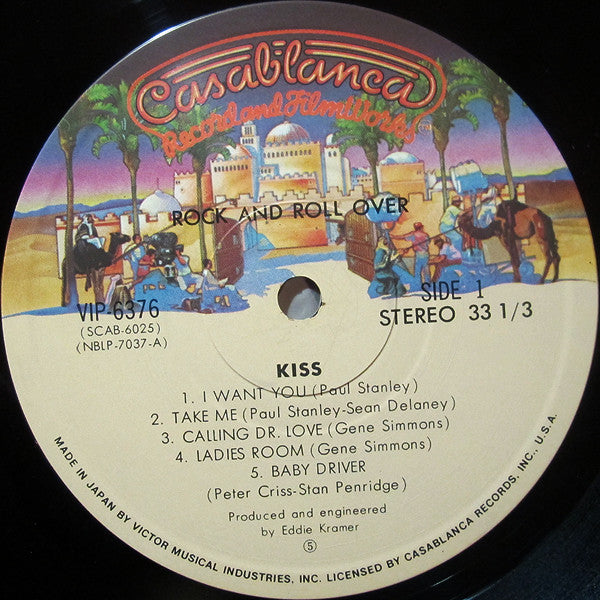 Casablanca
Record and FilmWorks
ROCK AND ROLL OVER
VIP-6376
(SCAB-6025)
(NBLP-7037-A)
SIDE 1
STEREO 33 1/3
KISS
1. I WANT YOU (Paul Stanley)
2. TAKE ME (Paul Stanley-Sean Delaney)
3. CALLING DR. LOVE (Gene Simmons)
4. LADIES ROOM (Gene Simmons)
5. BABY DRIVER
(Peter Criss-Stan Penridge)
Produced and engineered
by Eddie Kramer
⑤
MADE IN JAPAN BY VICTOR MUSICAL INDUSTRIES, INC. LICENSED BY CASABLANCA RECORDS, INC., U.S.A.